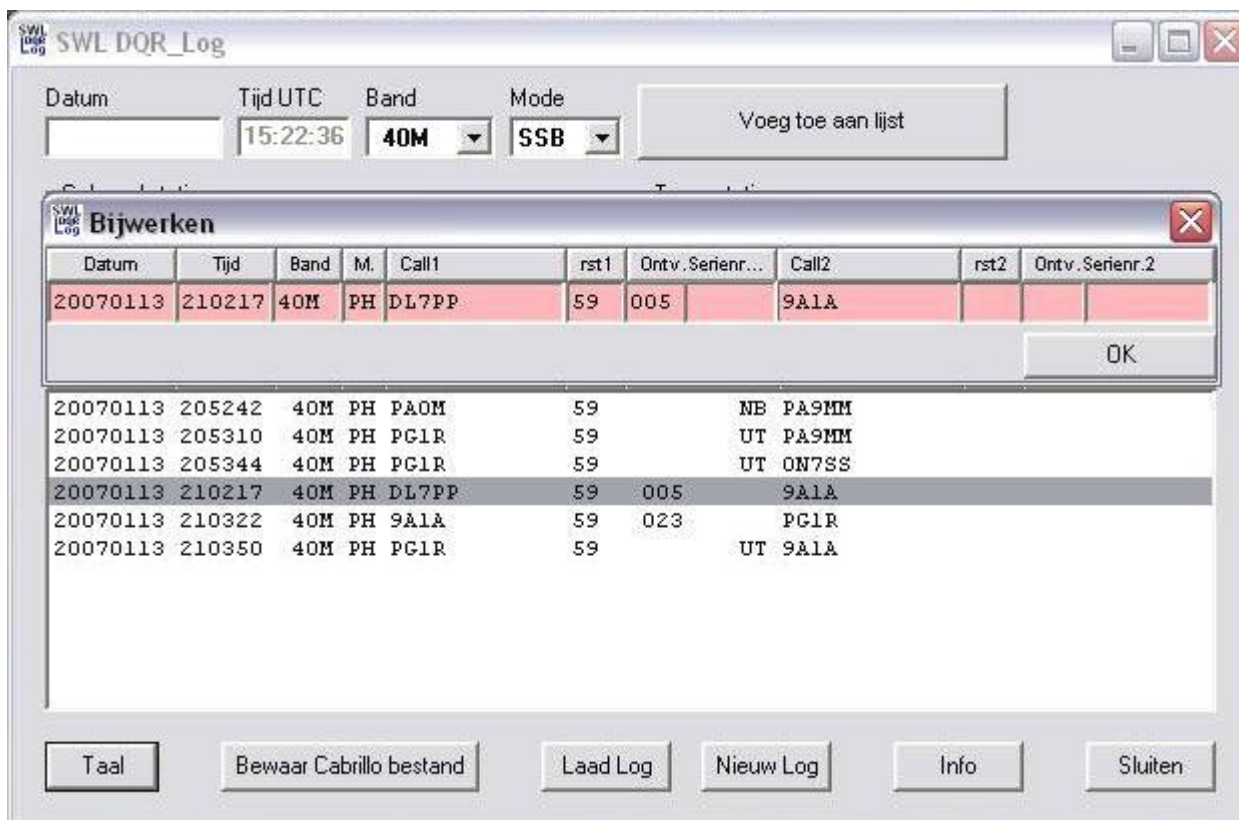 SWL DQR_Log
Datum Tijd UTC Band Mode
15:22:36 40M SSB Voeg toe aan lijst
Bijwerken
Datum Tijd Band M. Call1 rst1 Ontv.Serienr... Call2 rst2 Ontv.Serienr.2
20070113 210217 40M PH DL7PP 59 005 9A1A
OK
20070113 205242 40M PH PA0M 59 NB PA9MM
20070113 205310 40M PH PG1R 59 UT PA9MM
20070113 205344 40M PH PG1R 59 UT ON7SS
20070113 210217 40M PH DL7PP 59 005 9A1A
20070113 210322 40M PH 9A1A 59 023 PG1R
20070113 210350 40M PH PG1R 59 UT 9A1A
Taal Bewaar Cabrillo bestand Laad Log Nieuw Log Info Sluiten